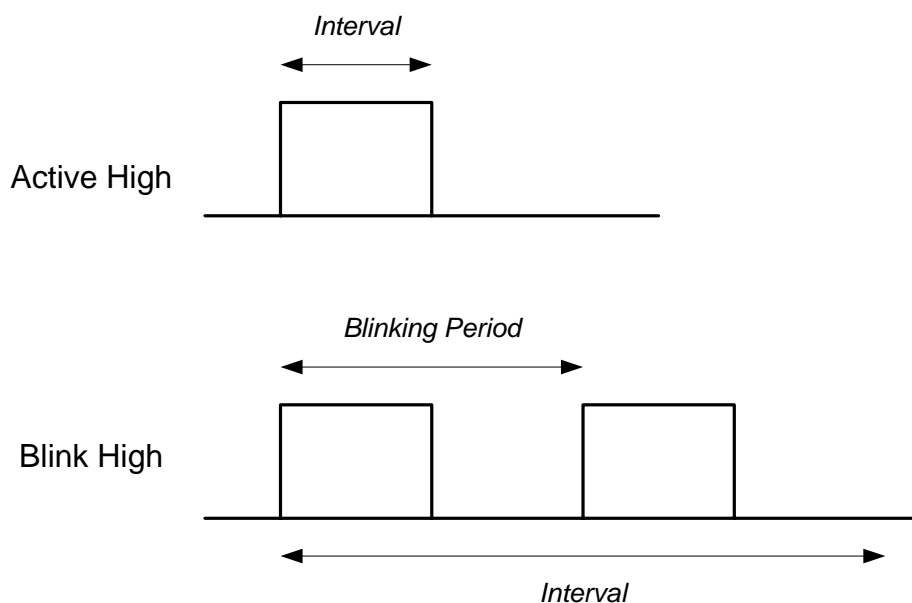 Interval
Active High
Blinking Period
Blink High
Interval